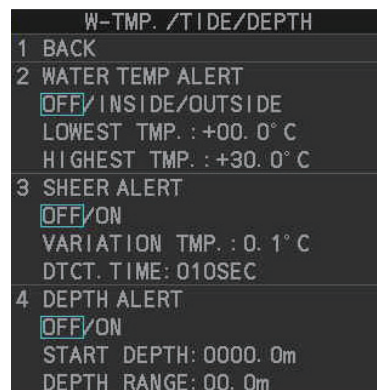 W-TMP. /TIDE/DEPTH
1 BACK
2 WATER TEMP ALERT
OFF/INSIDE/OUTSIDE
LOWEST TMP. :+00. 0°C
HIGHEST TMP. :+30. 0°C
3 SHEER ALERT
OFF/ON
VARIATION TMP. : 0. 1°C
DTCT. TIME: 010SEC
4 DEPTH ALERT
OFF/ON
START DEPTH: 0000. 0m
DEPTH RANGE: 00. 0m